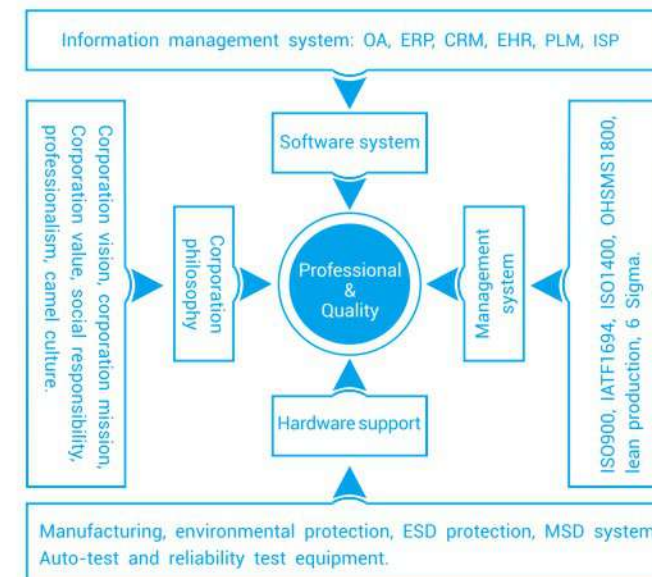 Information management system: OA, ERP, CRM, EHR, PLM, ISP
Software system
Corporation vision, corporation mission,
Corporation value, social responsibility,
professionalism, camel culture.
Corporation
philosophy
Professional
&
Quality
Management
system
ISO900, IATF1694, ISO1400, OHSMS1800,
lean production, 6 Sigma.
Hardware support
Manufacturing, environmental protection, ESD protection, MSD system
Auto-test and reliability test equipment.